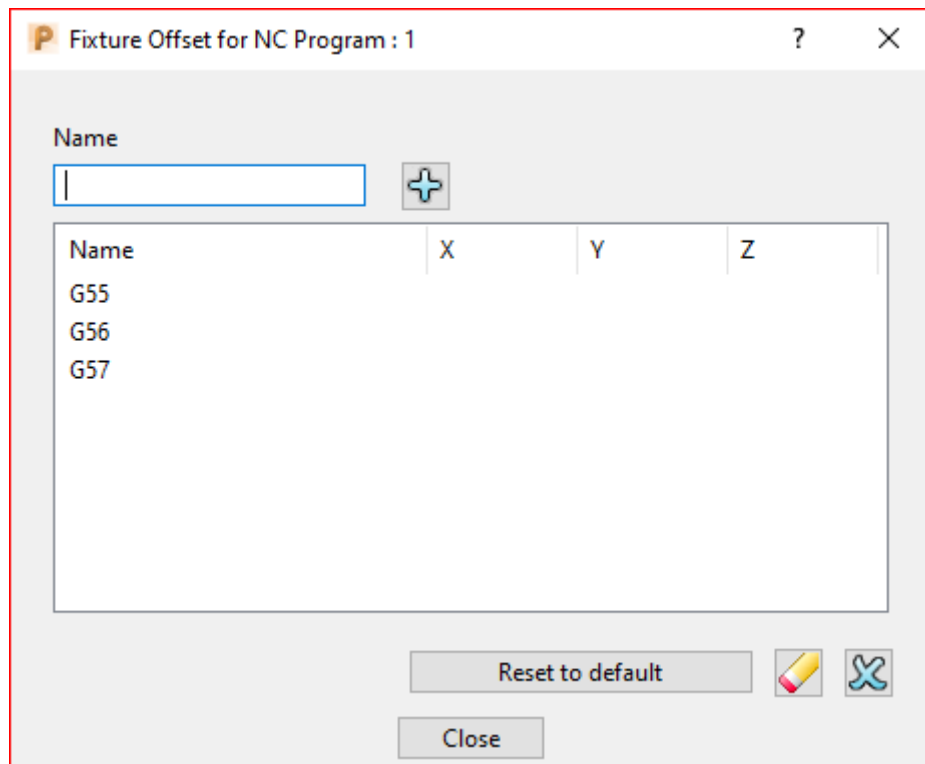 Fixture Offset for NC Program : 1 ?
Name
Name X Y Z
G55
G56
G57
Reset to default
Close